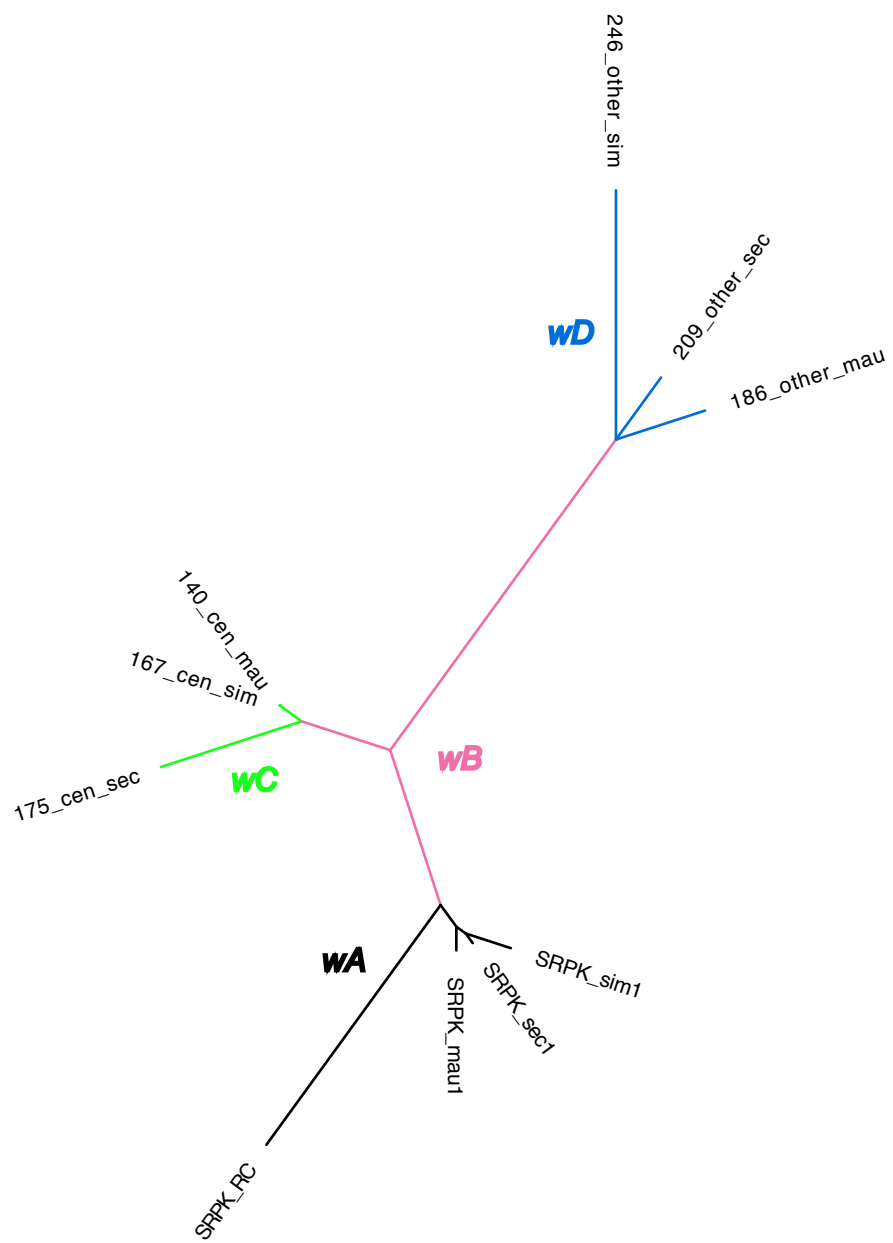 246_other_sim
209_other_sec
wD
186_other_mau
140_cen_mau
167_cen_sim
wB
wC
175_cen_sec
wA
SRPK_sim1
SRPK_sec1
SRPK_mau1
SRPK_RC